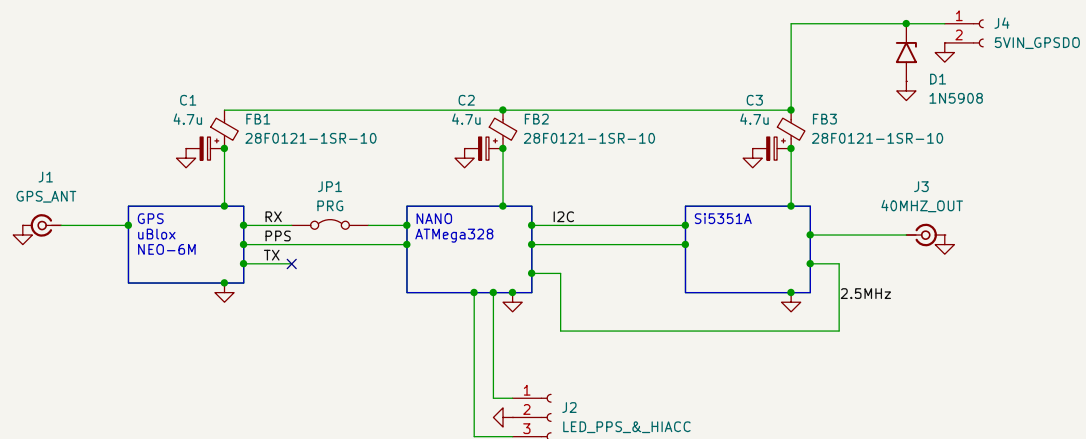 1
J4
2
5VIN_GPSDO
D1
1N5908
C1
4.7u
FB1
28F0121-1SR-10
C2
4.7u
FB2
28F0121-1SR-10
C3
4.7u
FB3
28F0121-1SR-10
J1
GPS_ANT
GPS
uBlox
NEO-6M
RX
PPS
TX
JP1
PRG
NANO
ATMega328
I2C
Si5351A
J3
40MHZ_OUT
2.5MHz
1
2
3
J2
LED_PPS_&_HIACC